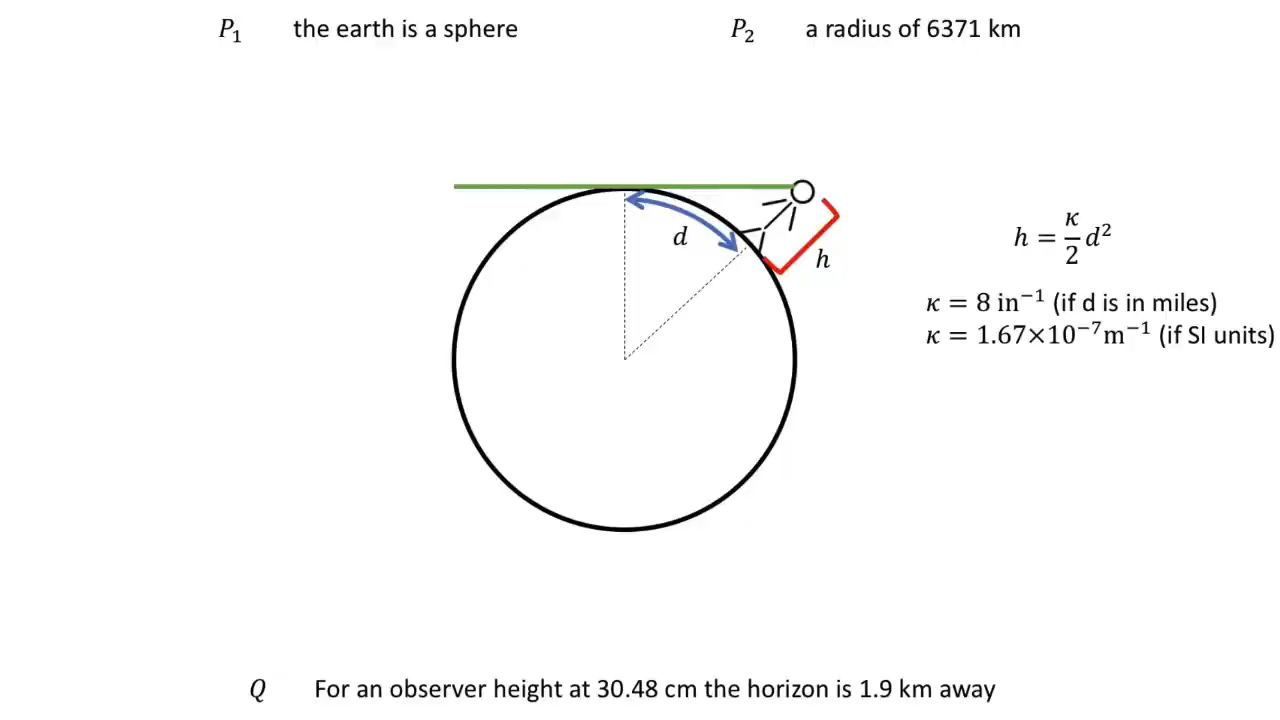 P₁ the earth is a sphere P₂ a radius of 6371 km
d
h
h = κ/2 d²
κ = 8 in⁻¹ (if d is in miles)
κ = 1.67×10⁻⁷m⁻¹ (if SI units)
Q For an observer height at 30.48 cm the horizon is 1.9 km away